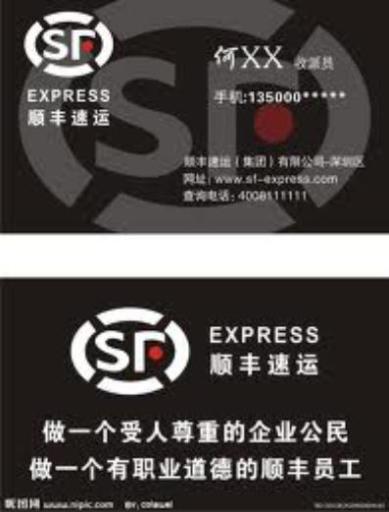 SF
EXPRESS
顺丰速运
何XX 收派员
手机:135000*****
顺丰速运（集团）有限公司-深圳区
网址:www.sf-express.com
查询电话:4008111111
SF
EXPRESS
顺丰速运
做一个受人尊重的企业公民
做一个有职业道德的顺丰员工
昵图网 www.nipic.com